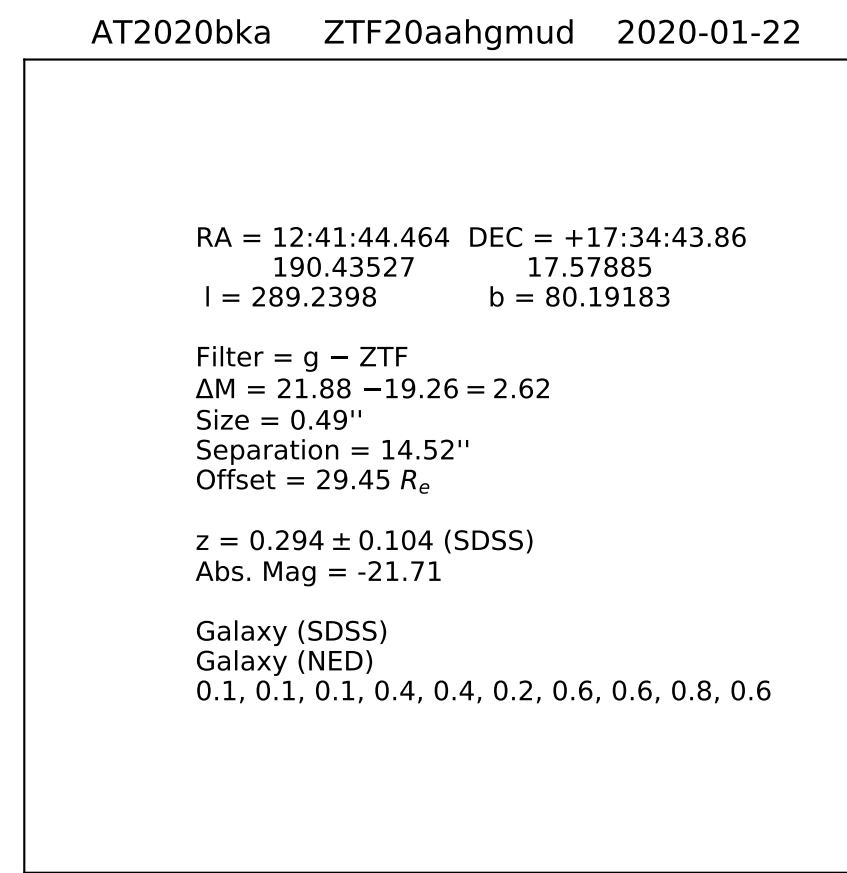 AT2020bka ZTF20aahgmud 2020-01-22
RA = 12:41:44.464 DEC = +17:34:43.86
190.43527 17.57885
l = 289.2398 b = 80.19183
Filter = g − ZTF
ΔM = 21.88 −19.26 = 2.62
Size = 0.49''
Separation = 14.52''
Offset = 29.45 Rₑ
z = 0.294 ± 0.104 (SDSS)
Abs. Mag = -21.71
Galaxy (SDSS)
Galaxy (NED)
0.1, 0.1, 0.1, 0.4, 0.4, 0.2, 0.6, 0.6, 0.8, 0.6